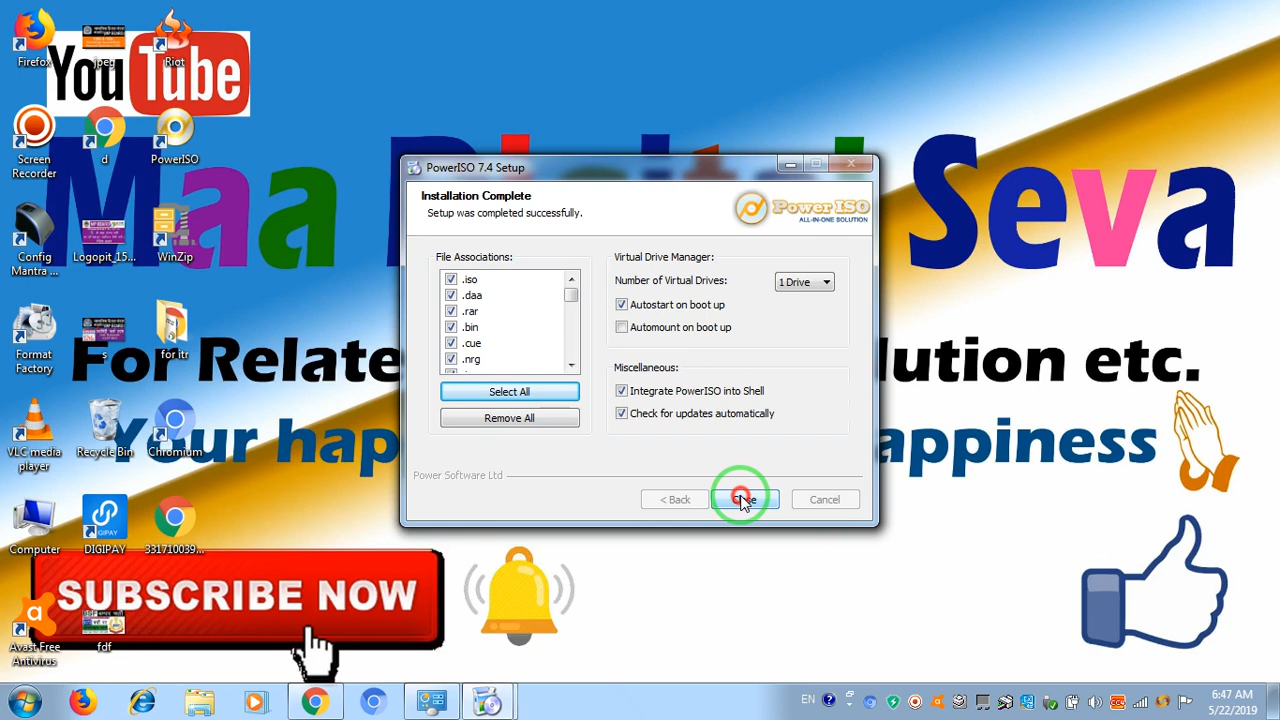 Firefox
jpeg
Riot
YouTube
Screen
Recorder
d
PowerISO
Maa
Seva
Config
Mantra ...
Logopit_15...
WinZip
Format
Factory
s
for itr
For Relate
lution etc.
VLC media
player
Recycle Bin
Chromium
Your hap
appiness
Computer
DIGIPAY
331710039...
SUBSCRIBE NOW
Avast Free
Antivirus
fdf
PowerISO 7.4 Setup
Installation Complete
Setup was completed successfully.
Power ISO
ALL-IN-ONE SOLUTION
File Associations:
.iso
.daa
.rar
.bin
.cue
.nrg
Select All
Remove All
Virtual Drive Manager:
Number of Virtual Drives:
1 Drive
Autostart on boot up
Automount on boot up
Miscellaneous:
Integrate PowerISO into Shell
Check for updates automatically
Power Software Ltd
< Back
Close
Cancel
EN
6:47 AM
5/22/2019